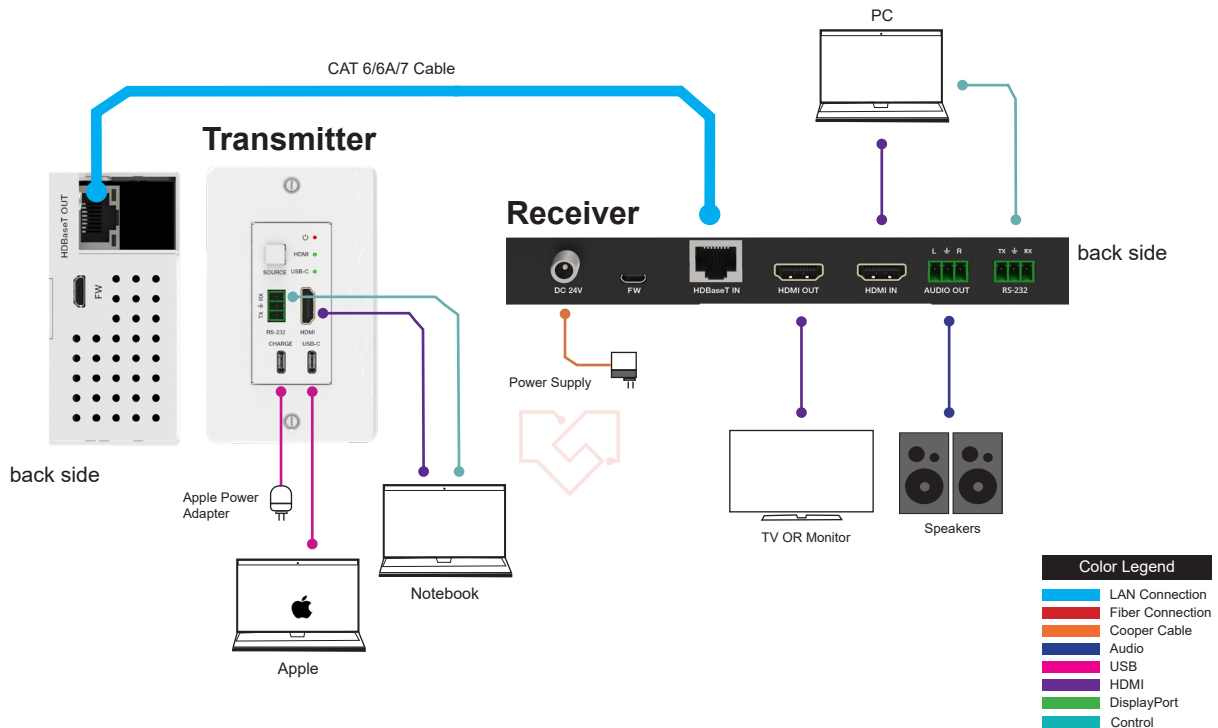 PC
CAT 6/6A/7 Cable
Transmitter
HDBaseT OUT
FW
back side
HDMI
SOURCE USB-C
TX RX
RS-232 HDMI
CHARGE USB-C
Receiver
DC 24V
FW
HDBaseT IN
HDMI OUT
HDMI IN
L R
AUDIO OUT
TX RX
RS-232
back side
Power Supply
Apple Power
Adapter
Notebook
Apple
TV OR Monitor
Speakers
Color Legend
LAN Connection
Fiber Connection
Cooper Cable
Audio
USB
HDMI
DisplayPort
Control